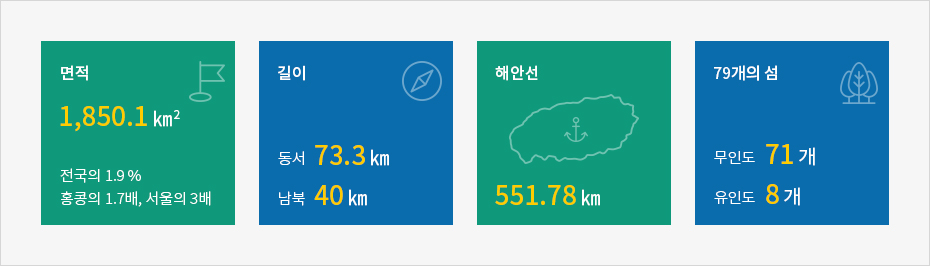 면적
1,850.1 km²
전국의 1.9 %
홍콩의 1.7배, 서울의 3배
길이
동서 73.3 km
남북 40 km
해안선
551.78 km
79개의 섬
무인도 71 개
유인도 8 개